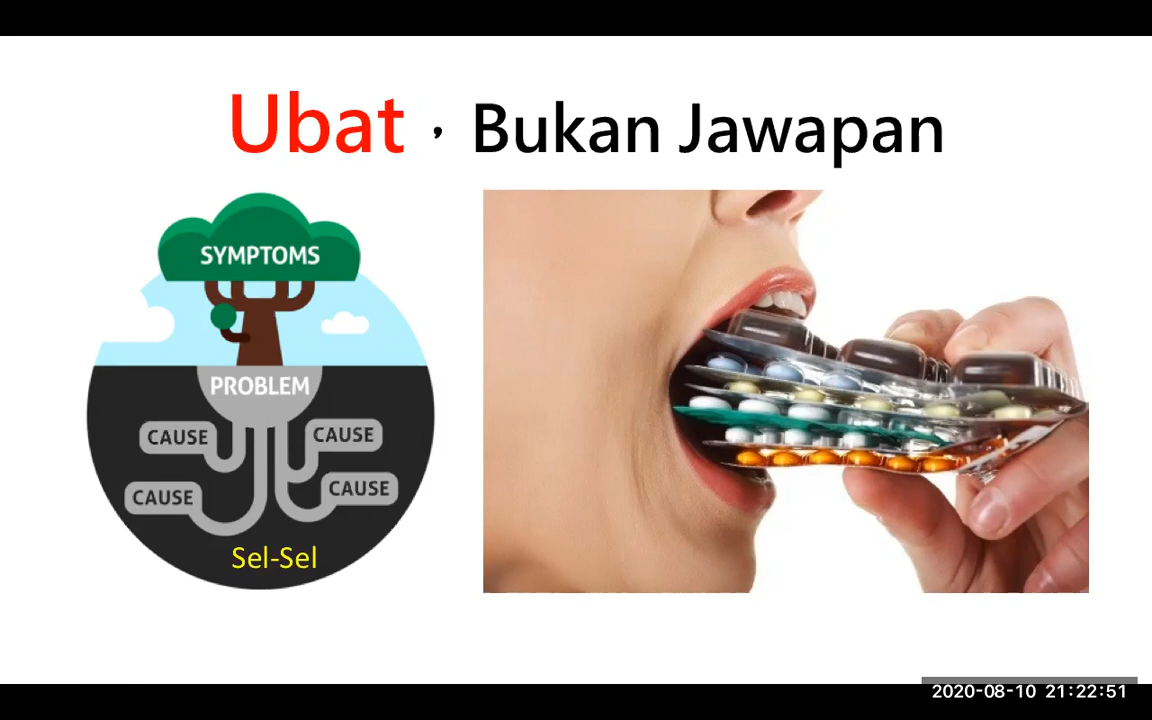 Ubat , Bukan Jawapan
SYMPTOMS
PROBLEM
CAUSE
CAUSE
CAUSE
CAUSE
Sel-Sel
2020-08-10 21:22:51